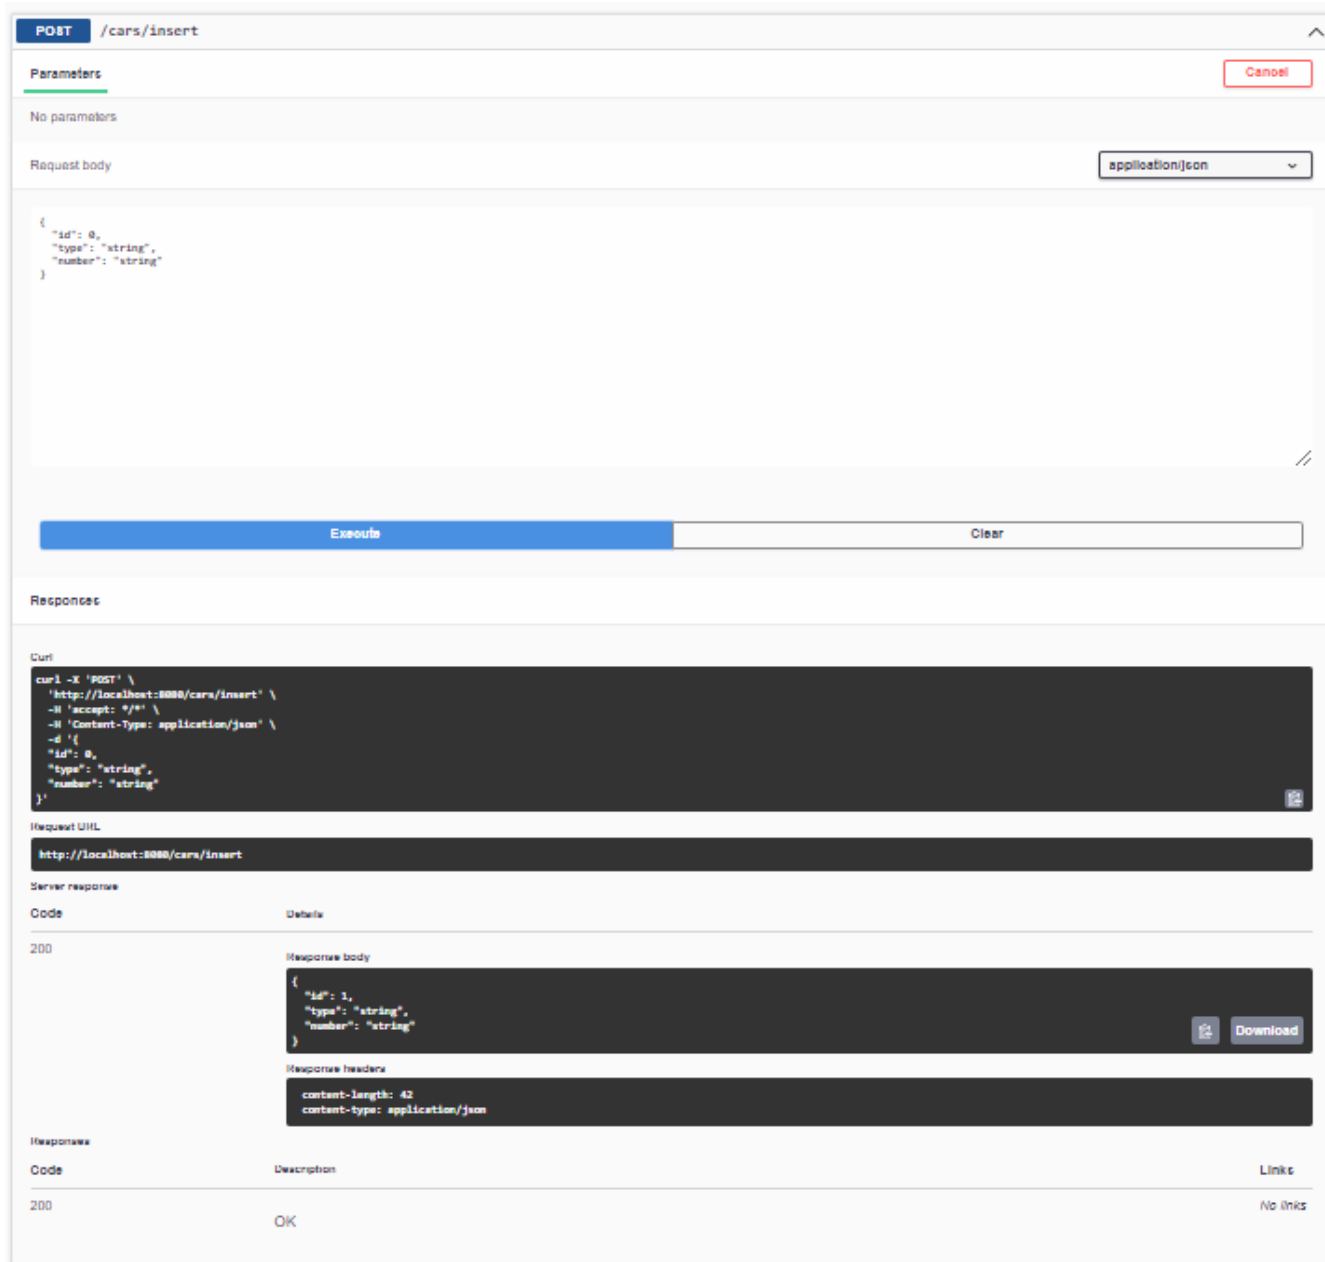 POST /cars/insert
Parameters
Cancel
No parameters
Request body
application/json
{
  "id": 0,
  "type": "string",
  "number": "string"
}
Execute
Clear
Responses
Curl
curl -X 'POST' \
  'http://localhost:8080/cars/insert' \
  -H 'accept: */*' \
  -H 'Content-Type: application/json' \
  -d '{
  "id": 0,
  "type": "string",
  "number": "string"
}'
Request URL
http://localhost:8080/cars/insert
Server response
Code Details
200
Response body
{
  "id": 1,
  "type": "string",
  "number": "string"
}
Download
Response headers
content-length: 42
content-type: application/json
Responses
Code Description Links
200 No links
OK